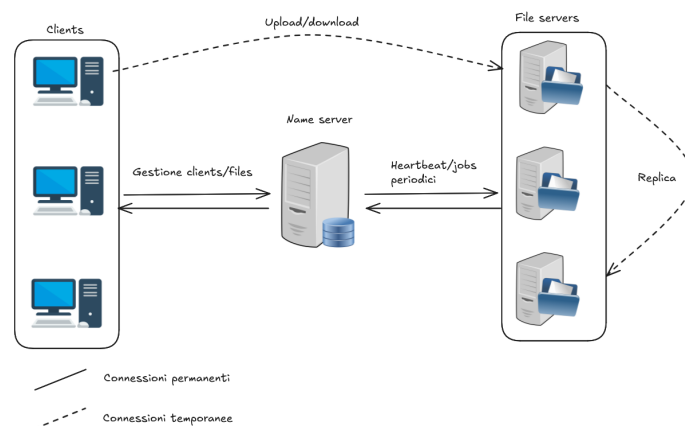 Clients
Upload/download
File servers
Name server
Gestione clients/files
Heartbeat/jobs
periodici
Replica
Connessioni permanenti
Connessioni temporanee